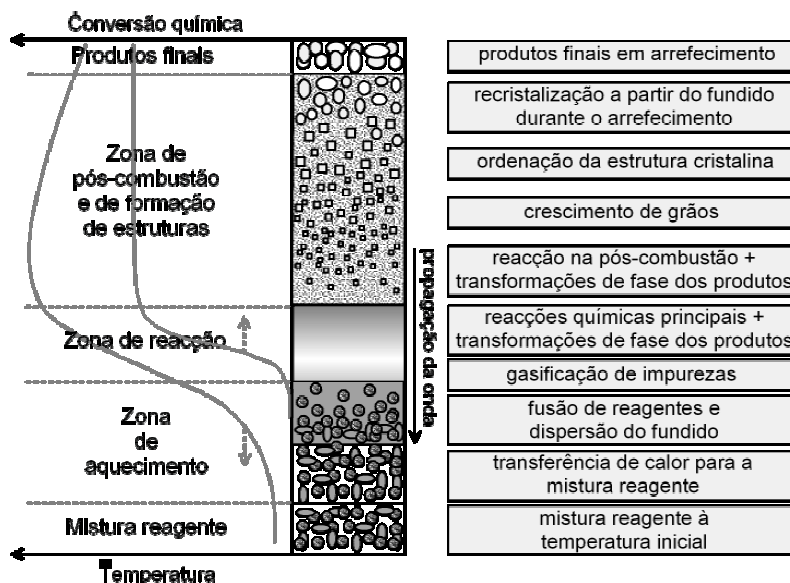 Conversão química
Produtos finais
Zona de
pós-combustão
e de formação
de estruturas
Zona de reacção
Zona
de
aquecimento
Mistura reagente
Temperatura
propagação da onda
produtos finais em arrefecimento
recristalização a partir do fundido
durante o arrefecimento
ordenação da estrutura cristalina
crescimento de grãos
reacção na pós-combustão +
transformações de fase dos produtos
reacções químicas principais +
transformações de fase dos produtos
gasificação de impurezas
fusão de reagentes e
dispersão do fundido
transferência de calor para a
mistura reagente
mistura reagente à
temperatura inicial